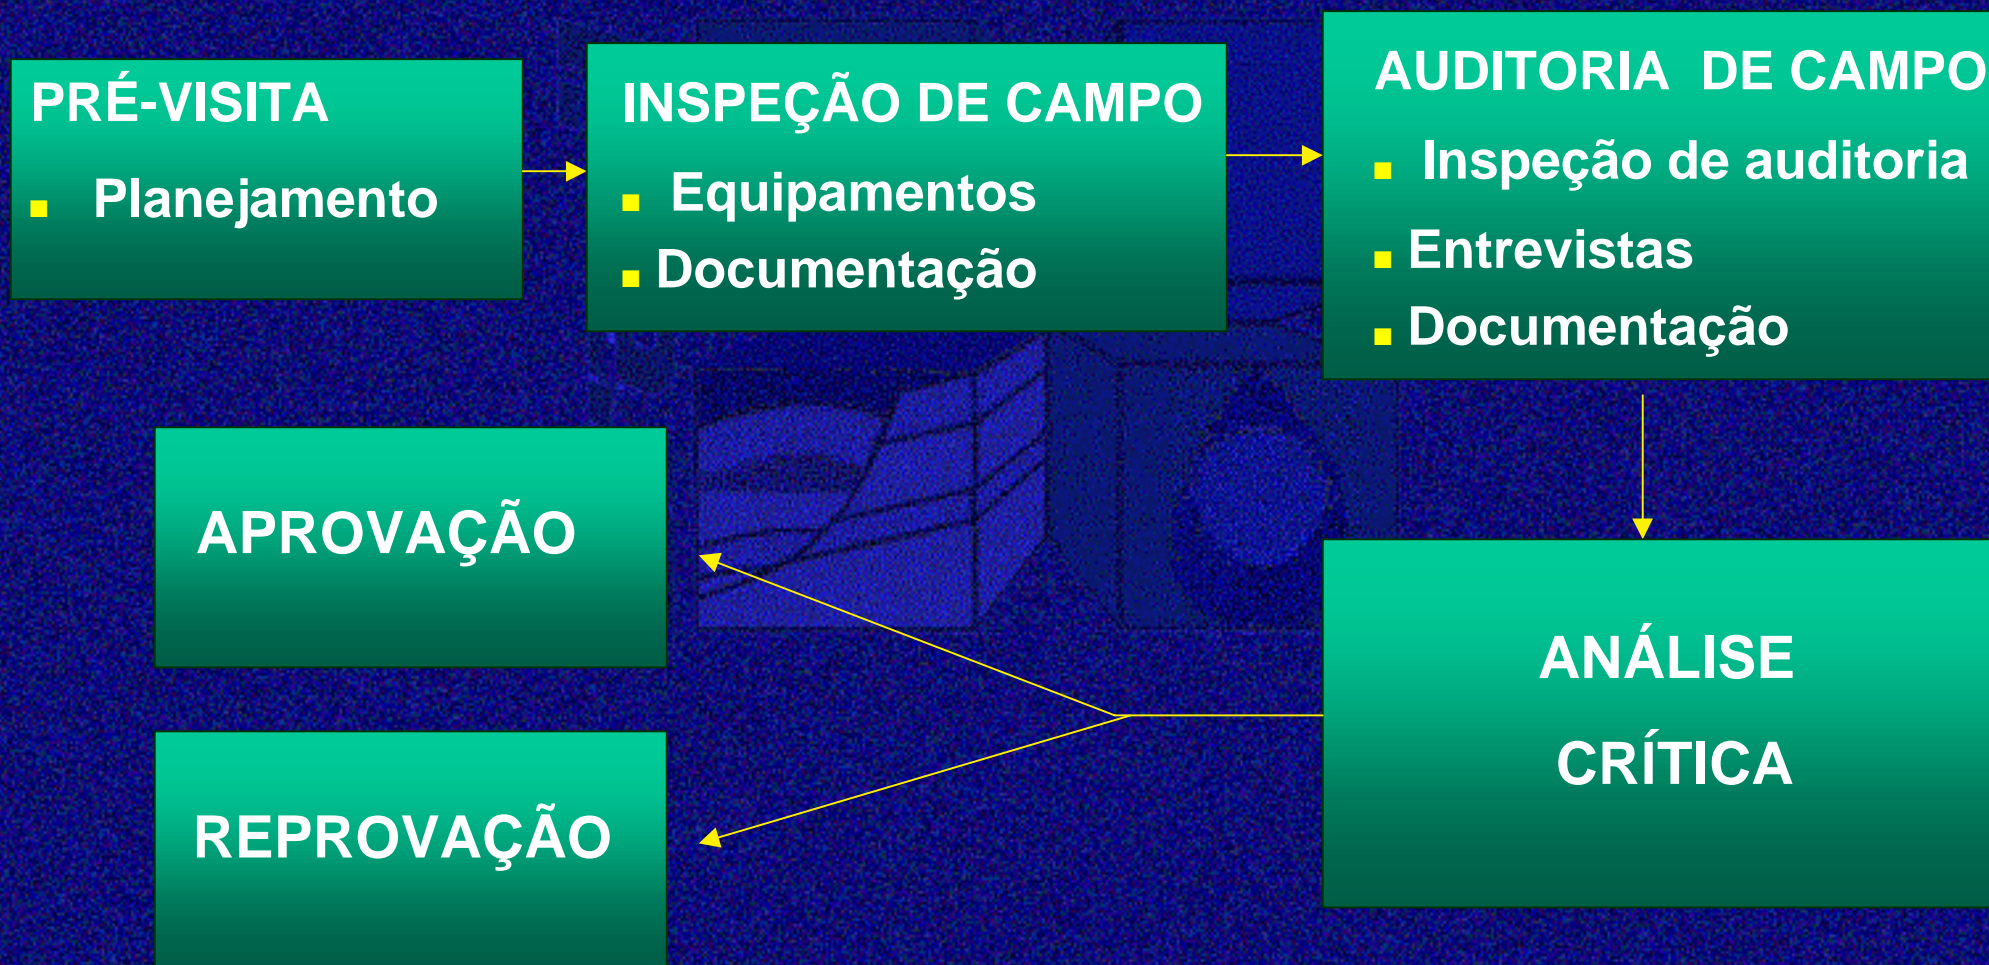 PRÉ-VISITA
■ Planejamento
INSPEÇÃO DE CAMPO
■ Equipamentos
■ Documentação
AUDITORIA DE CAMPO
■ Inspeção de auditoria
■ Entrevistas
■ Documentação
ANÁLISE
CRÍTICA
APROVAÇÃO
REPROVAÇÃO